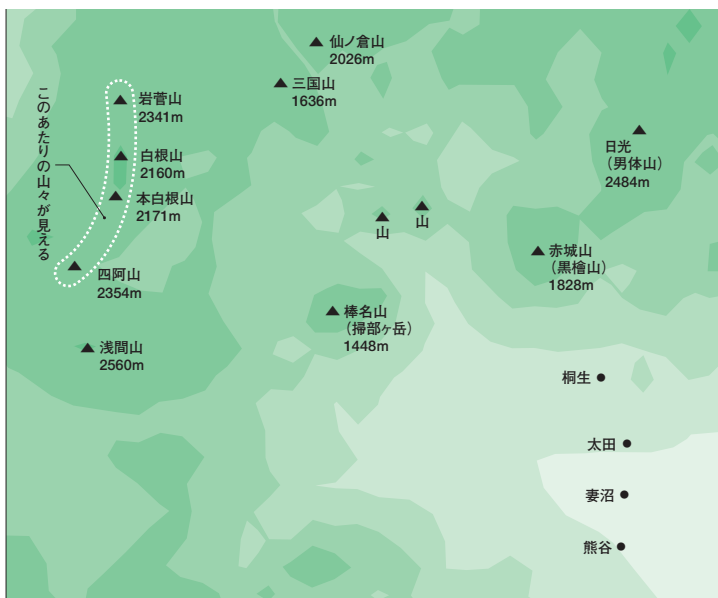 仙ノ倉山
2026m
三国山
1636m
岩菅山
2341m
白根山
2160m
本白根山
2171m
四阿山
2354m
浅間山
2560m
このあたりの山々が見える
日光
(男体山)
2484m
山
山
赤城山
(黒檜山)
1828m
榛名山
(掃部ヶ岳)
1448m
桐生
太田
妻沼
熊谷